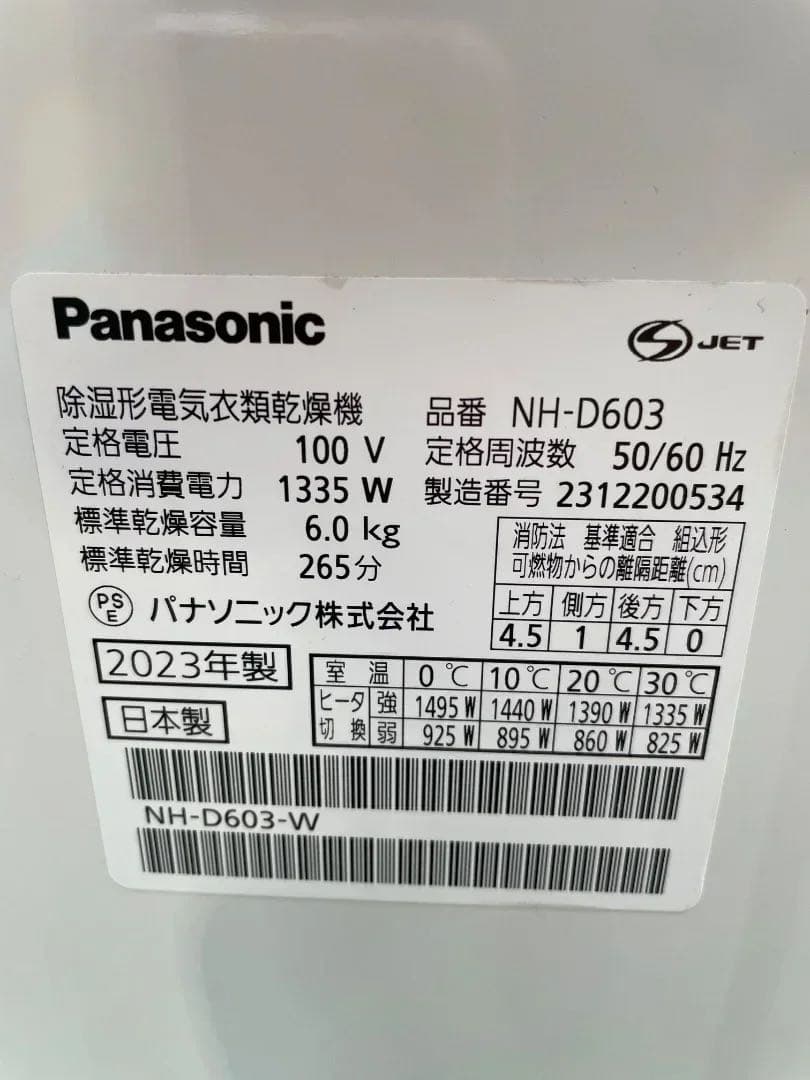 Panasonic
S JET
除湿形電気衣類乾燥機 品番 NH-D603
定格電圧 100 V 定格周波数 50/60 Hz
定格消費電力 1335 W 製造番号 2312200534
標準乾燥容量 6.0 kg
標準乾燥時間 265分
消防法 基準適合 組込形
可燃物からの離隔距離(cm)
上方 側方 後方 下方
4.5 1 4.5 0
PS
E パナソニック株式会社
2023年製
日本製
室温 0℃ 10℃ 20℃ 30℃
ヒータ 強 1495 W 1440 W 1390 W 1335 W
切換 弱 925 W 895 W 860 W 825 W
NH-D603-W